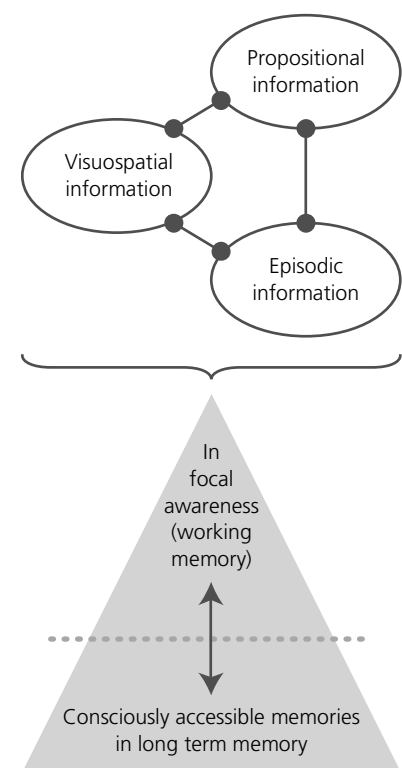 Propositional
information
Visuospatial
information
Episodic
information
In
focal
awareness
(working
memory)
Consciously accessible memories
in long term memory